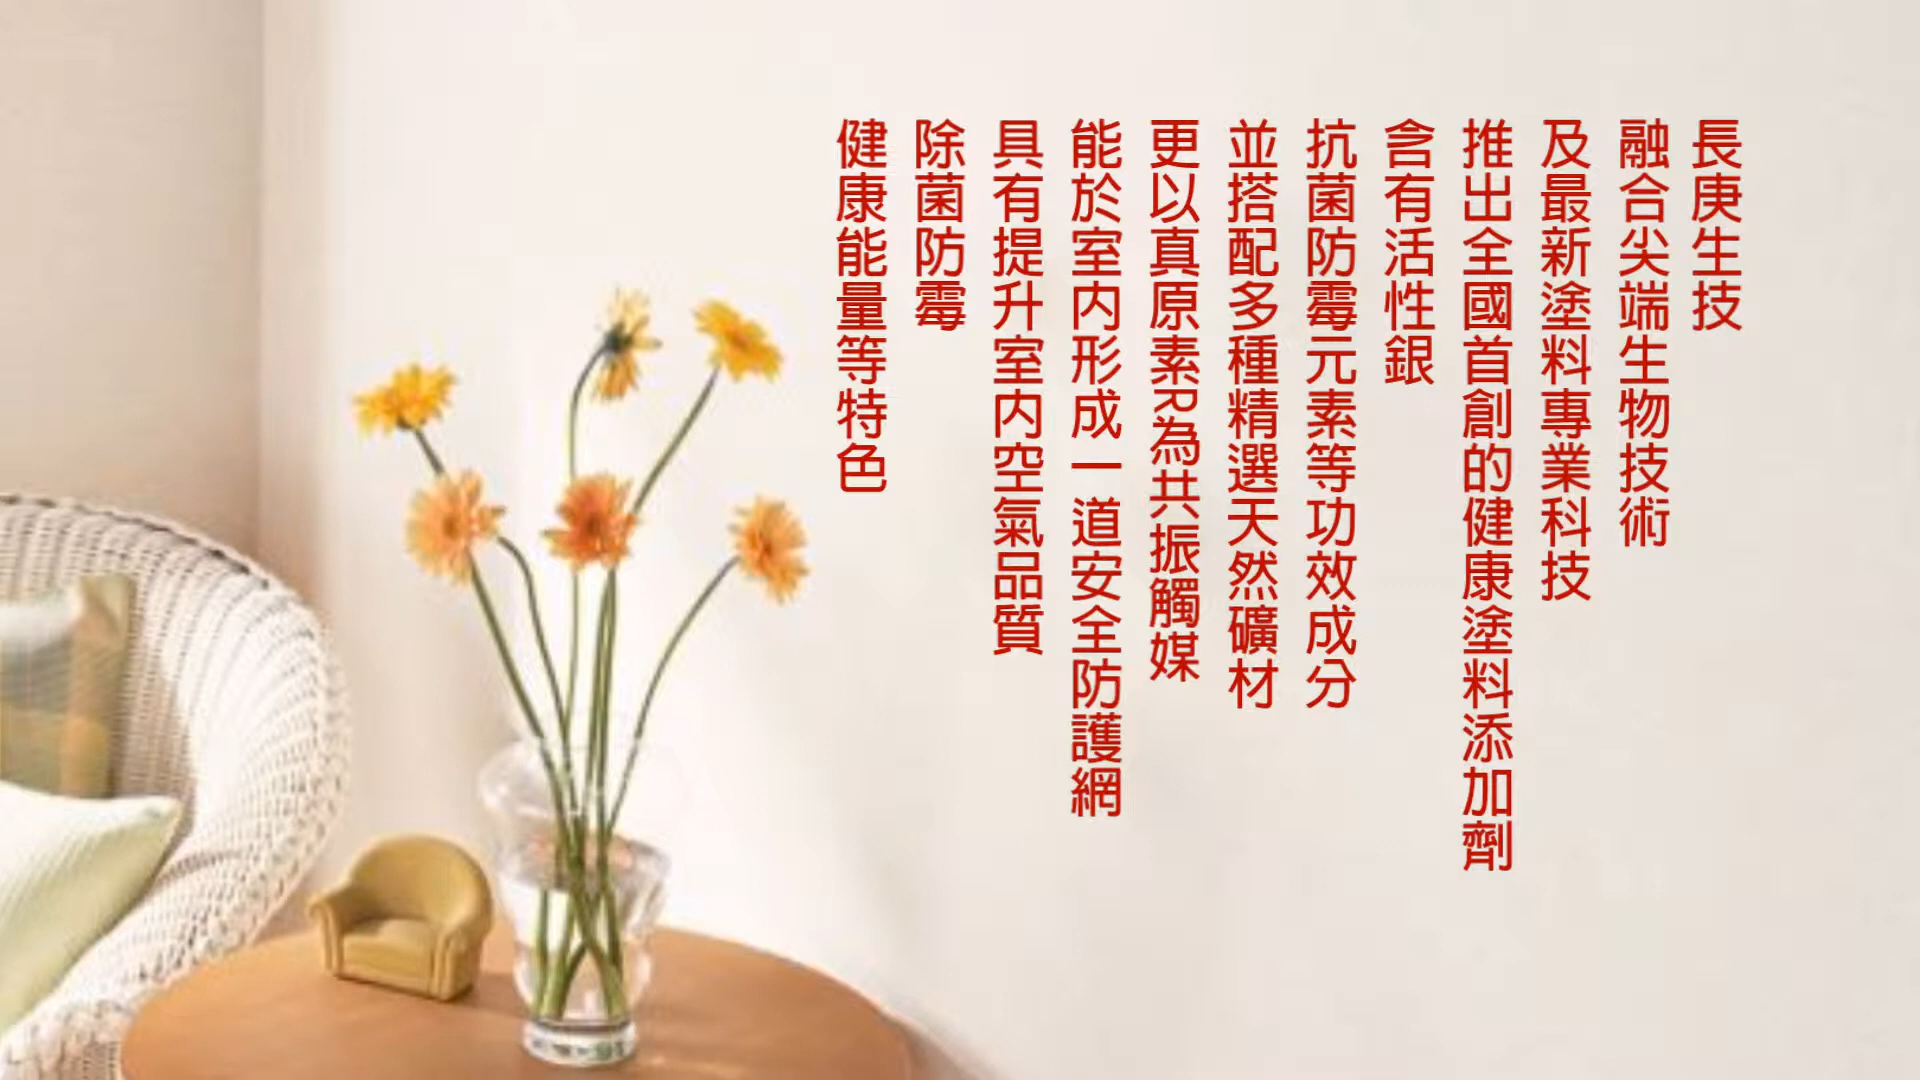 長庚生技
融合尖端生物技術
及最新塗料專業科技
推出全國首創的健康塗料添加劑
含有活性銀
抗菌防霉元素等功效成分
並搭配多種精選天然礦材
更以真原素R為共振觸媒
能於室内形成一道安全防護網
具有提升室内空氣品質
除菌防霉
健康能量等特色